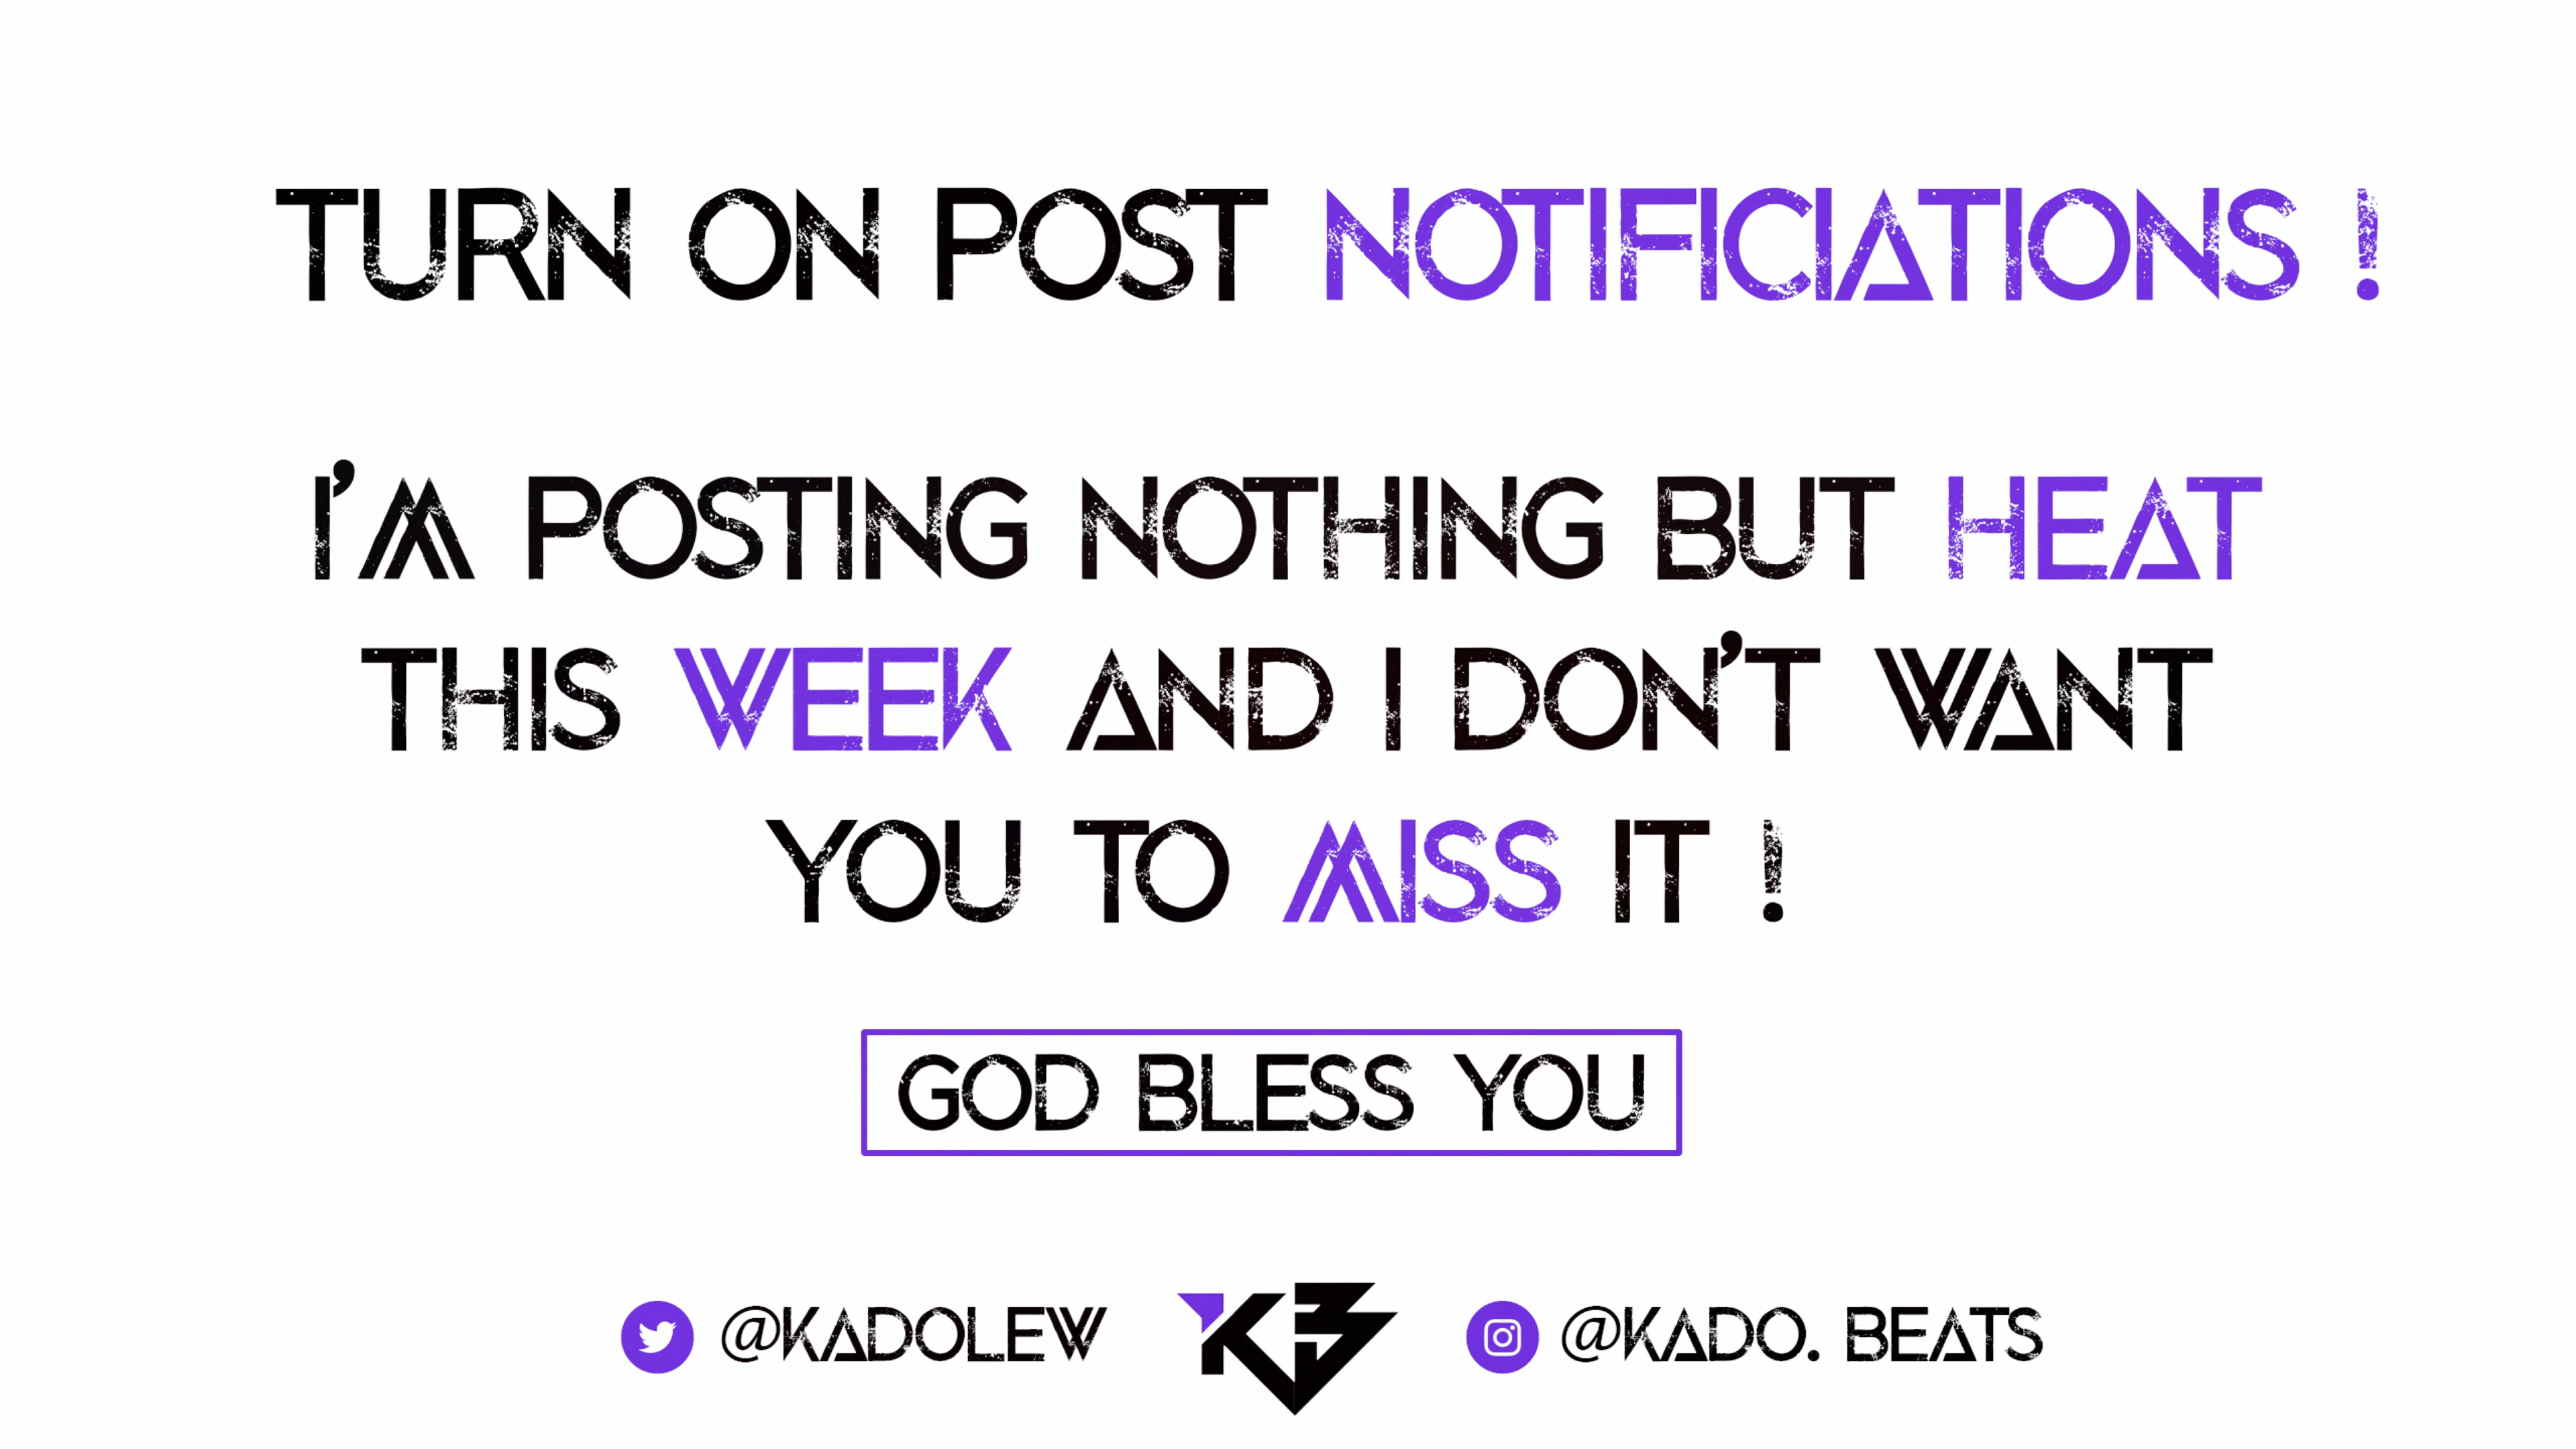 TURN ON POST NOTIFICIATIONS !
I'M POSTING NOTHING BUT HEAT
THIS WEEK AND I DON'T WANT
YOU TO MISS IT !
GOD BLESS YOU
@KADOLEW
@KADO. BEATS